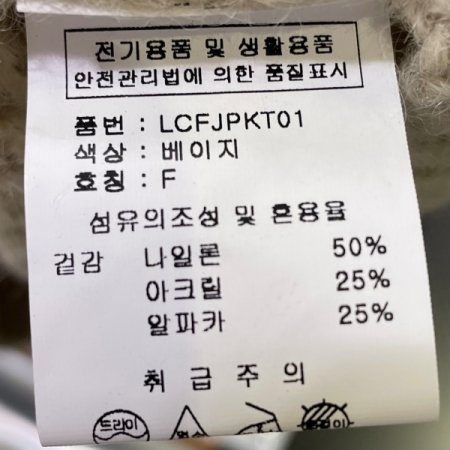 전기용품 및 생활용품
안전관리법에 의한 품질표시
품번 : LCFJPKT01
색상 : 베이지
호칭 : F
섬유의조성 및 혼용율
겉감 나일론 50%
아크릴 25%
알파카 25%
취급주의
드라이